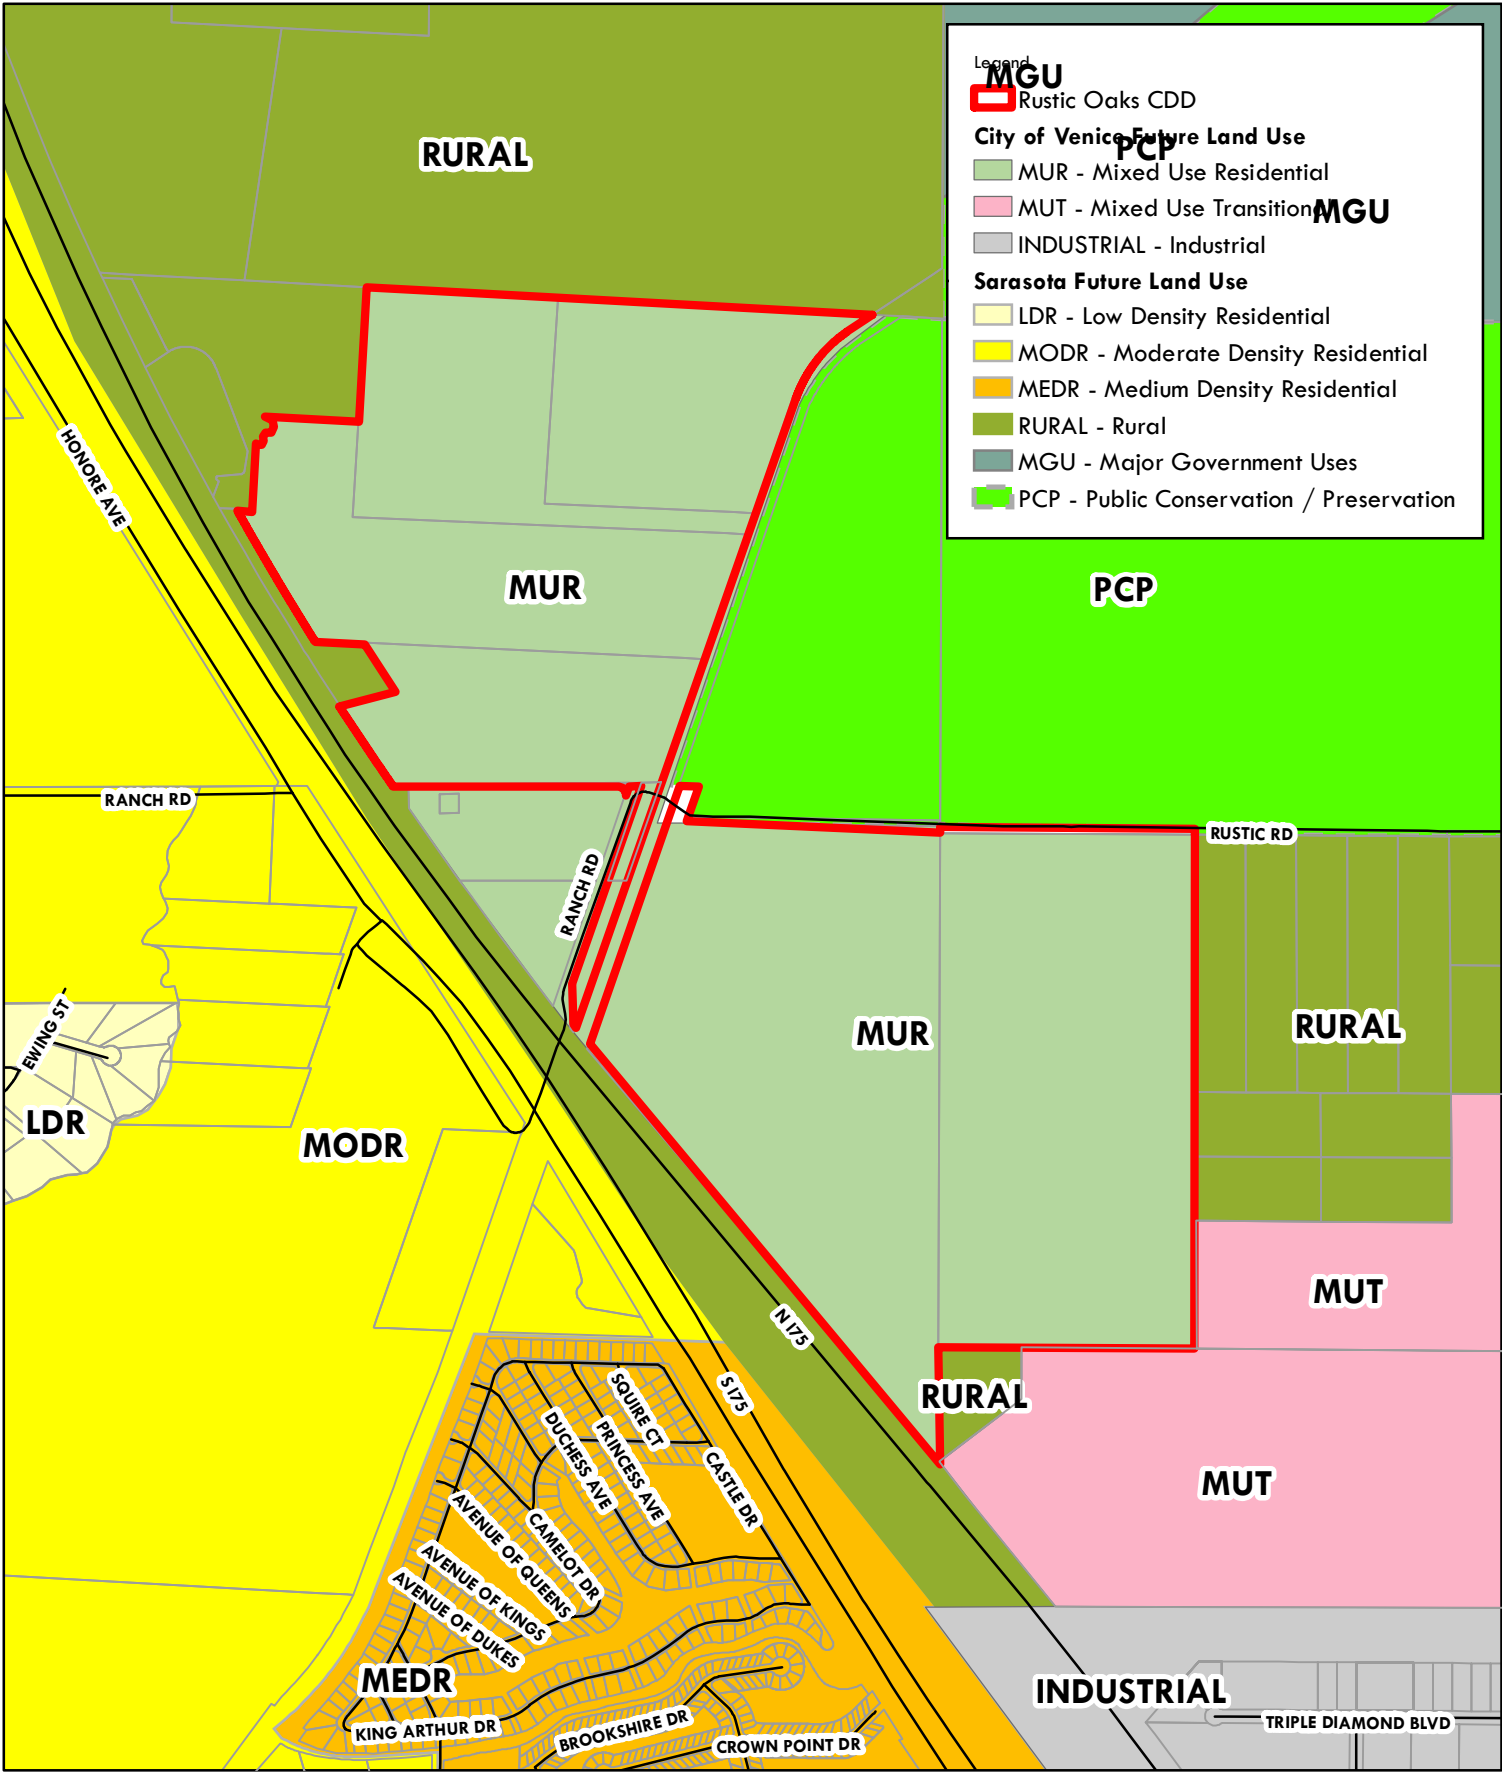 Legend
MGU
Rustic Oaks CDD
City of Venice Future Land Use
PCP
MUR - Mixed Use Residential
MUT - Mixed Use Transitional
MGU
INDUSTRIAL - Industrial
Sarasota Future Land Use
LDR - Low Density Residential
MODR - Moderate Density Residential
MEDR - Medium Density Residential
RURAL - Rural
MGU - Major Government Uses
PCP - Public Conservation / Preservation
RURAL
HONORE AVE
MUR
PCP
RANCH RD
RUSTIC RD
RANCH RD
EWING ST
MUR
RURAL
LDR
MODR
MUT
N I75
S I75
RURAL
SQUIRE CT
DUCHESS AVE
PRINCESS AVE
CASTLE DR
MUT
AVENUE OF QUEENS
CAMELOT DR
AVENUE OF KINGS
AVENUE OF DUKES
MEDR
INDUSTRIAL
KING ARTHUR DR
BROOKSHIRE DR
CROWN POINT DR
TRIPLE DIAMOND BLVD